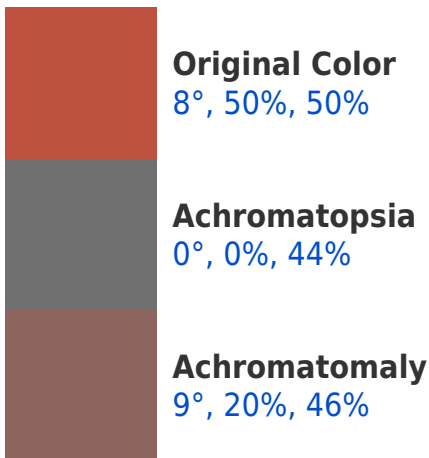 Original Color
8°, 50%, 50%
Achromatopsia
0°, 0%, 44%
Achromatomaly
9°, 20%, 46%